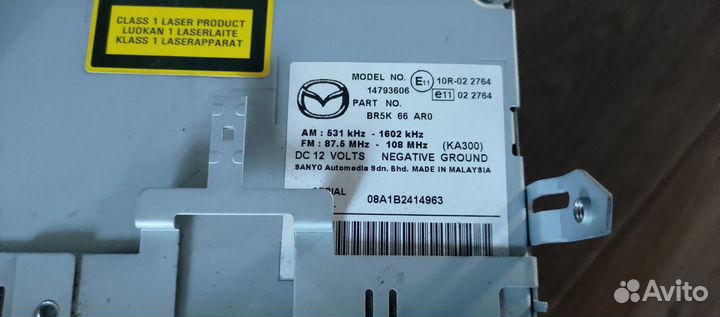 CLASS 1 LASER PRODUCT
LUOKAN 1 LASERLAITE
KLASS 1 LASERAPPARAT
MODEL NO.
14793606
PART NO.
BR5K 66 AR0
E11 10R-02 2764
e11 02 2764
AM : 531 kHz - 1602 kHz
FM : 87.5 MHz - 108 MHz (KA300)
DC 12 VOLTS NEGATIVE GROUND
SANYO Automedia Sdn. Bhd. MADE IN MALAYSIA
SERIAL 08A1B2414963
Avito